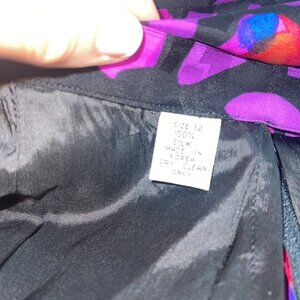 SIZE 12
100%
SILK
MADE IN
KOREA
DRY CLEAN
ONLY